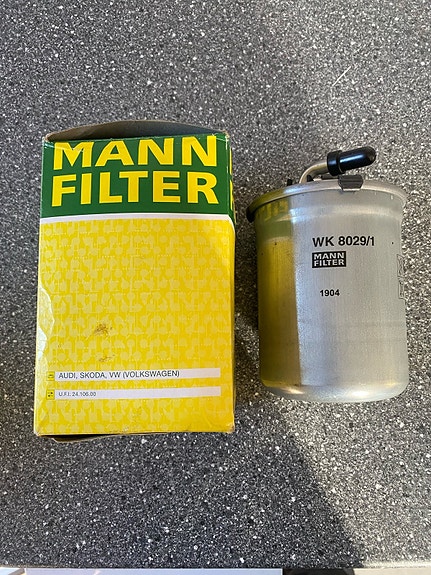 MANN
FILTER
AUDI, SKODA, VW (VOLKSWAGEN)
U.F.I.: 24.106.00
WK 8029/1
MANN
FILTER
1904